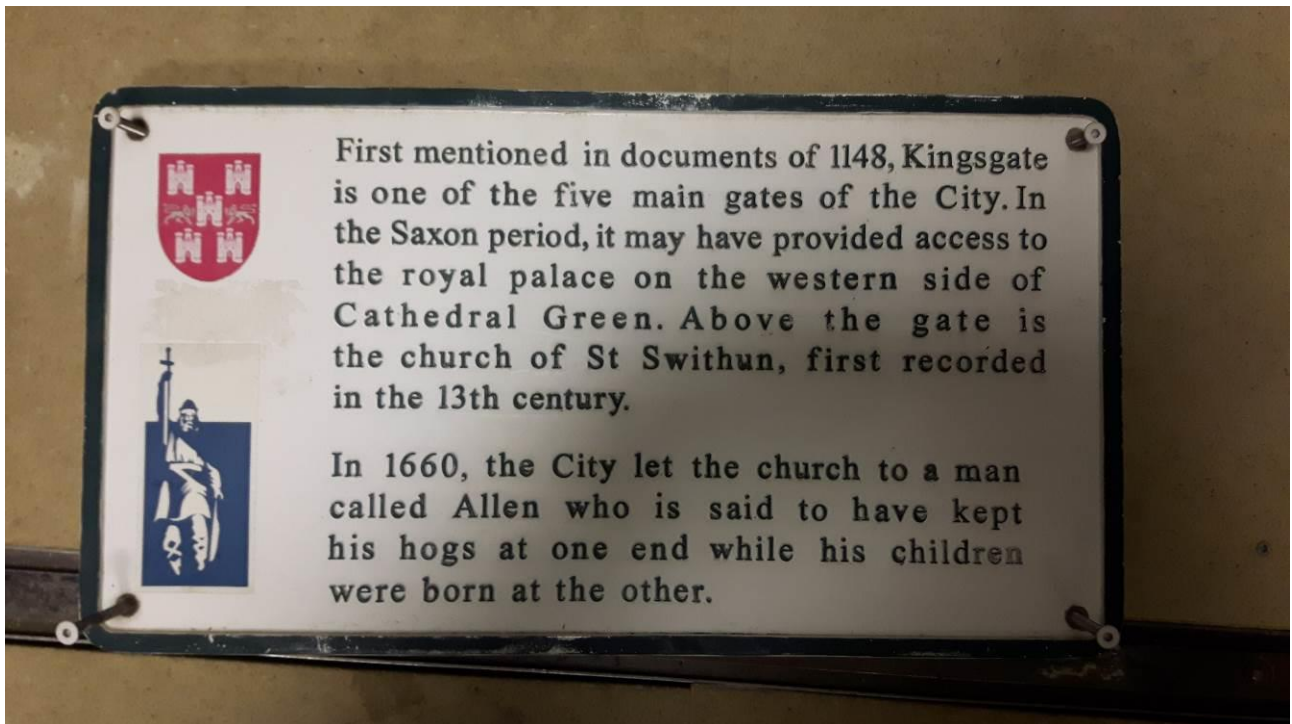 First mentioned in documents of 1148, Kingsgate
is one of the five main gates of the City. In
the Saxon period, it may have provided access to
the royal palace on the western side of
Cathedral Green. Above the gate is
the church of St Swithun, first recorded
in the 13th century.
In 1660, the City let the church to a man
called Allen who is said to have kept
his hogs at one end while his children
were born at the other.